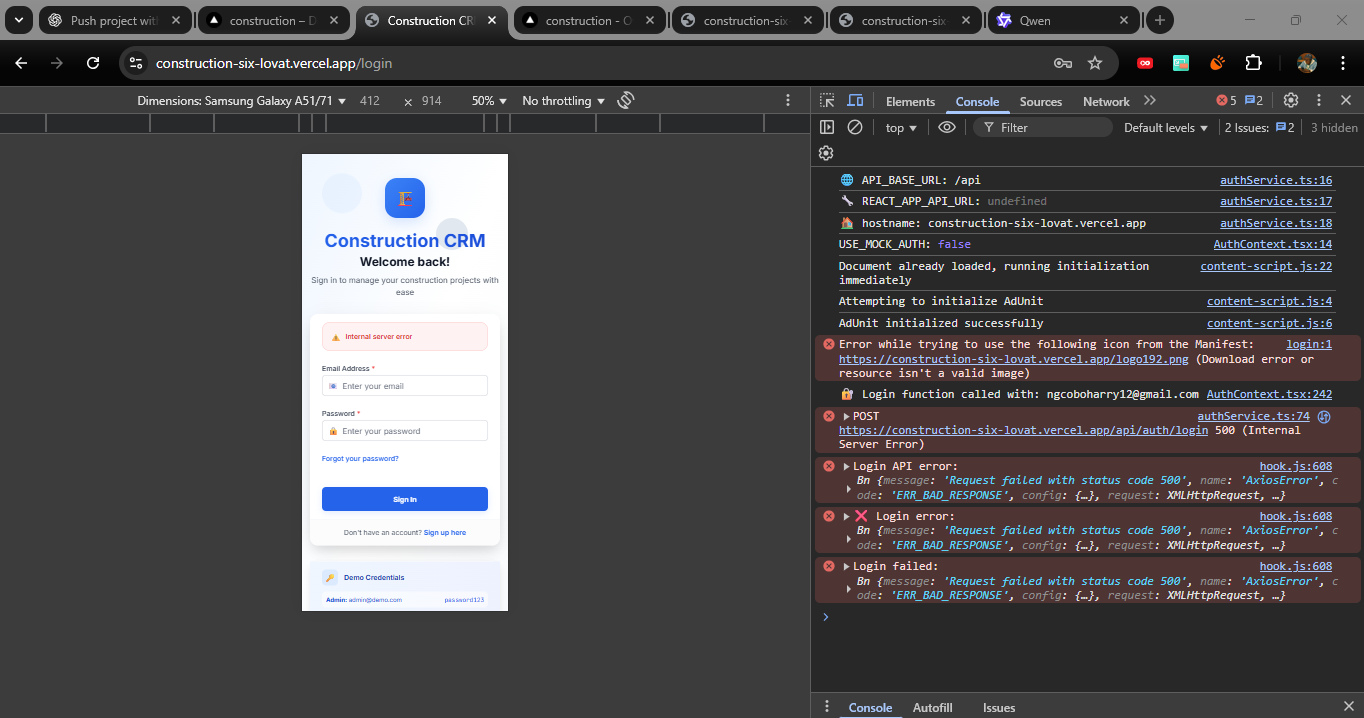 Push project with
construction – D
Construction CR
construction - O
construction-six
construction-six
Qwen
construction-six-lovat.vercel.app/login
Dimensions: Samsung Galaxy A51/71
412
×
914
50%
No throttling
Elements
Console
Sources
Network
5
2
top
Filter
Default levels
2 Issues:
2
3 hidden
Construction CRM
Welcome back!
Sign in to manage your construction projects with
ease
Internal server error
Email Address *
Enter your email
Password *
Enter your password
Forgot your password?
Sign In
Don't have an account? Sign up here
Demo Credentials
Admin: admin@demo.com password123
API_BASE_URL: /api authService.ts:16
REACT_APP_API_URL: undefined authService.ts:17
hostname: construction-six-lovat.vercel.app authService.ts:18
USE_MOCK_AUTH: false AuthContext.tsx:14
Document already loaded, running initialization content-script.js:22
immediately
Attempting to initialize AdUnit content-script.js:4
AdUnit initialized successfully content-script.js:6
Error while trying to use the following icon from the Manifest: login:1
https://construction-six-lovat.vercel.app/logo192.png (Download error or
resource isn't a valid image)
Login function called with: ngcoboharry12@gmail.com AuthContext.tsx:242
POST authService.ts:74
https://construction-six-lovat.vercel.app/api/auth/login 500 (Internal
Server Error)
Login API error: hook.js:608
Bn {message: 'Request failed with status code 500', name: 'AxiosError', c
ode: 'ERR_BAD_RESPONSE', config: {…}, request: XMLHttpRequest, …}
Login error: hook.js:608
Bn {message: 'Request failed with status code 500', name: 'AxiosError', c
ode: 'ERR_BAD_RESPONSE', config: {…}, request: XMLHttpRequest, …}
Login failed: hook.js:608
Bn {message: 'Request failed with status code 500', name: 'AxiosError', c
ode: 'ERR_BAD_RESPONSE', config: {…}, request: XMLHttpRequest, …}
Console
Autofill
Issues